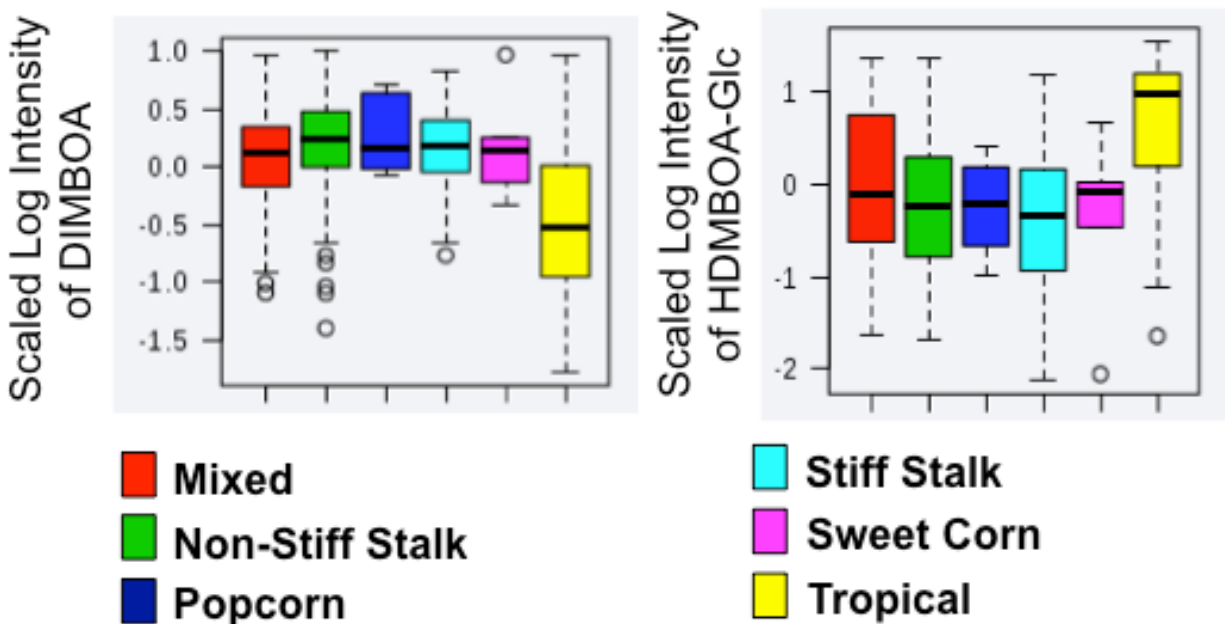 Scaled Log Intensity
of DIMBOA
1.0
0.5
0.0
-0.5
-1.0
-1.5
Scaled Log Intensity
of HDMBOA-Glc
1
0
-1
-2
Mixed
Non-Stiff Stalk
Popcorn
Stiff Stalk
Sweet Corn
Tropical